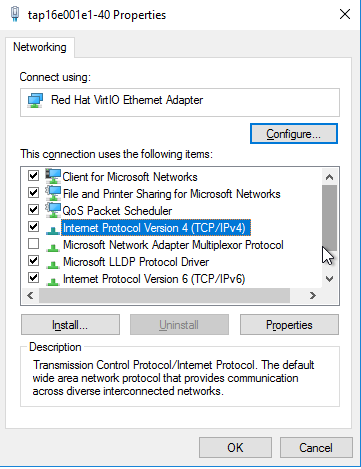 tap16e001e1-40 Properties
Networking
Connect using:
Red Hat VirtIO Ethernet Adapter
Configure...
This connection uses the following items:
Client for Microsoft Networks
File and Printer Sharing for Microsoft Networks
QoS Packet Scheduler
Internet Protocol Version 4 (TCP/IPv4)
Microsoft Network Adapter Multiplexor Protocol
Microsoft LLDP Protocol Driver
Internet Protocol Version 6 (TCP/IPv6)
Install... Uninstall Properties
Description
Transmission Control Protocol/Internet Protocol. The default
wide area network protocol that provides communication
across diverse interconnected networks.
OK Cancel